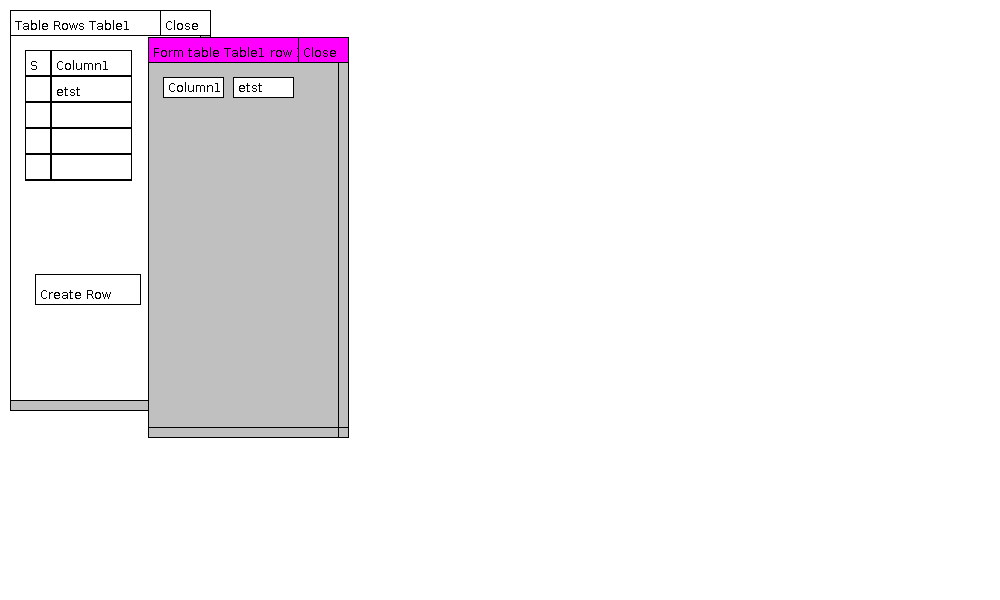 Table Rows Table1 Close
Form table Table1 row Close
S Column1
etst
Column1 etst
Create Row